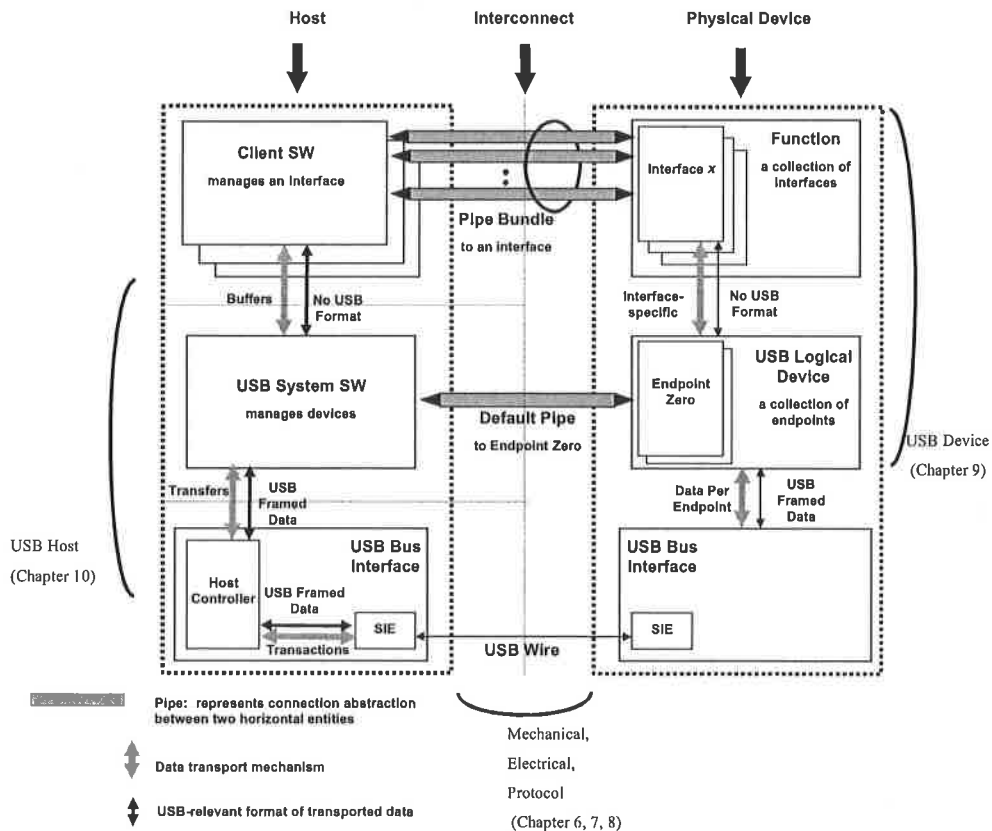 Host
Interconnect
Physical Device
Client SW
manages an interface
Interface x
Function
a collection of
interfaces
Pipe Bundle
to an interface
Buffers
No USB
Format
Interface-
specific
No USB
Format
USB System SW
manages devices
Default Pipe
to Endpoint Zero
Endpoint
Zero
USB Logical
Device
a collection of
endpoints
USB Device
(Chapter 9)
Transfers
USB
Framed
Data
Data Per
Endpoint
USB
Framed
Data
USB Host
(Chapter 10)
USB Bus
Interface
Host
Controller
USB Framed
Data
Transactions
SIE
USB Wire
USB Bus
Interface
SIE
Pipe: represents connection abstraction
between two horizontal entities
Data transport mechanism
USB-relevant format of transported data
Mechanical,
Electrical,
Protocol
(Chapter 6, 7, 8)